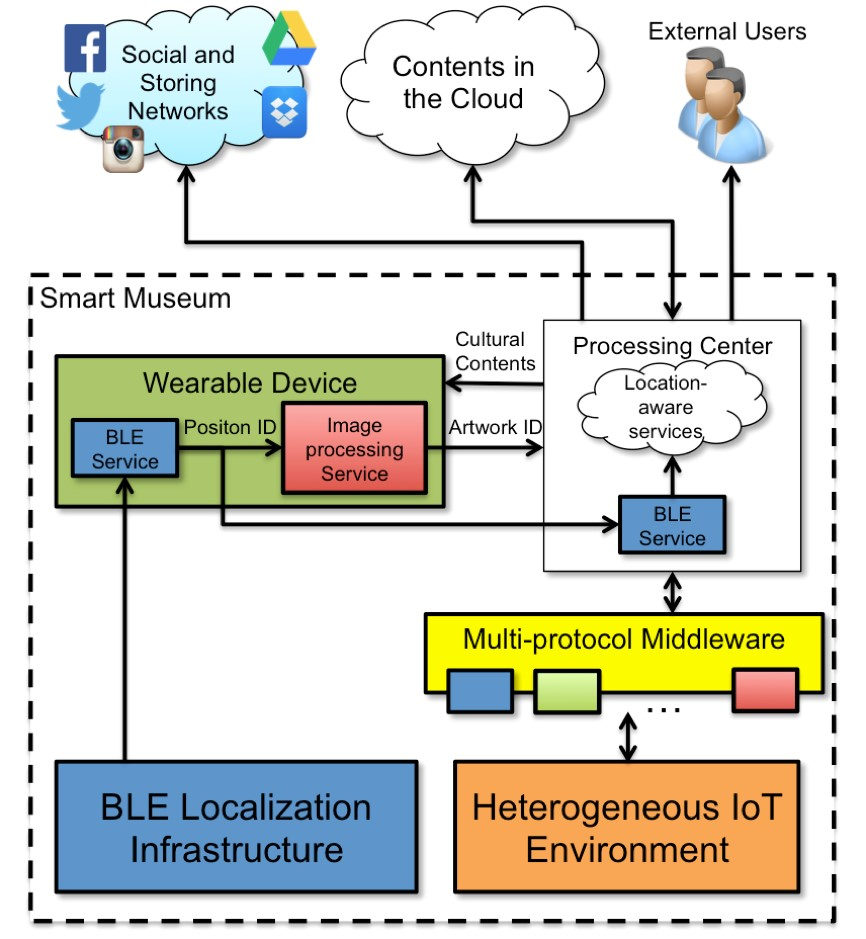 Social and
Storing
Networks
Contents in
the Cloud
External Users
Smart Museum
Wearable Device
BLE
Service
Positon ID
Image
processing
Service
Cultural
Contents
Artwork ID
Processing Center
Location-
aware
services
BLE
Service
Multi-protocol Middleware
...
BLE Localization
Infrastructure
Heterogeneous IoT
Environment